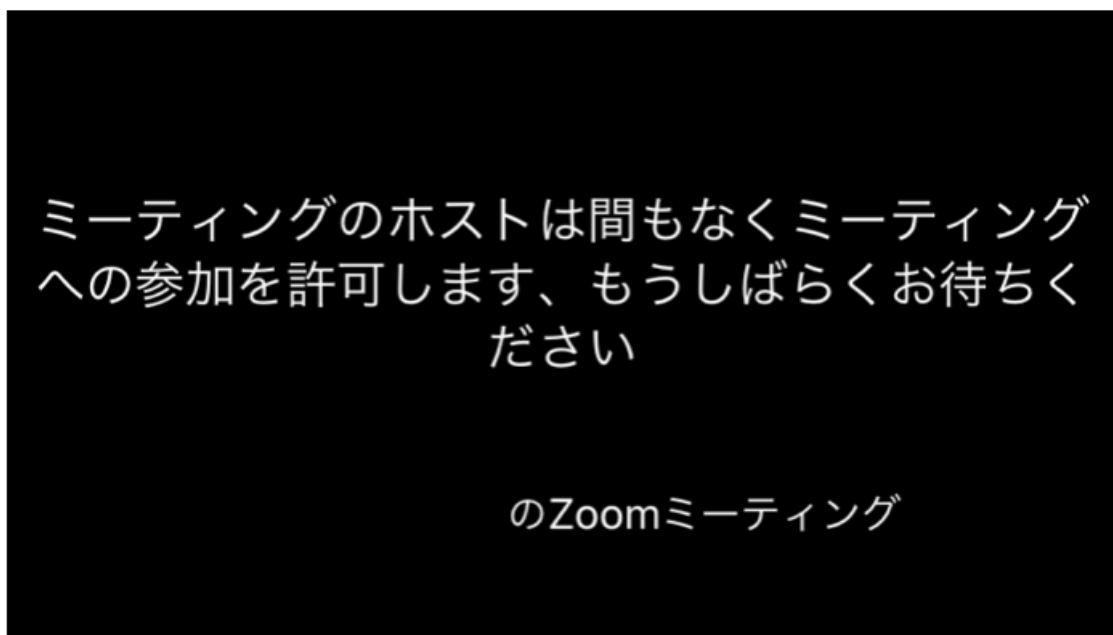 ミーティングのホストは間もなくミーティング
への参加を許可します、もうしばらくお待ちく
ださい
のZoomミーティング